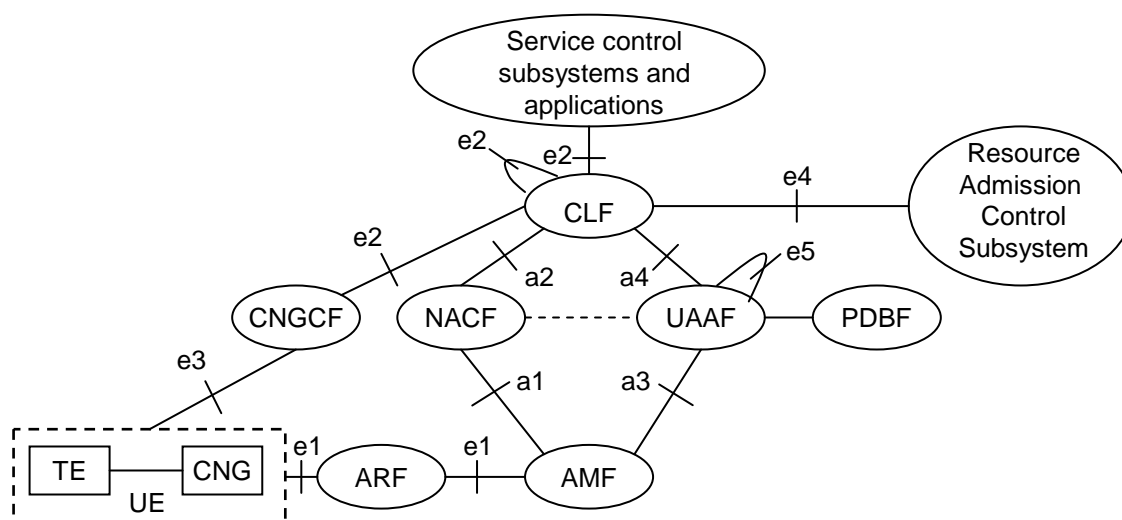 Service control
subsystems and
applications
e2
e2
Resource
Admission
Control
Subsystem
e4
CLF
e2
a2
a4
e5
CNGCF
NACF
UAAF
PDBF
e3
a1
a3
e1
e1
TE
CNG
ARF
AMF
UE